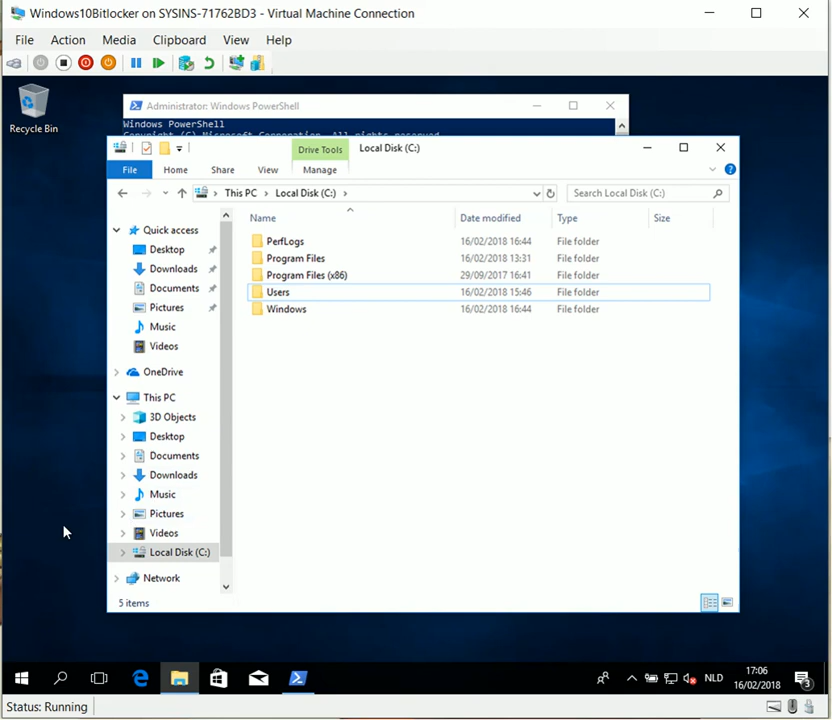 Windows10Bitlocker on SYSINS-71762BD3 - Virtual Machine Connection
File Action Media Clipboard View Help
Recycle Bin
Administrator: Windows PowerShell
Windows PowerShell
Copyright (C) Microsoft Corporation. All rights reserved.
Drive Tools Local Disk (C:)
File Home Share View Manage
This PC Local Disk (C:) Search Local Disk (C:)
Name Date modified Type Size
Quick access
Desktop
Downloads
Documents
Pictures
Music
Videos
OneDrive
This PC
3D Objects
Desktop
Documents
Downloads
Music
Pictures
Videos
Local Disk (C:)
Network
PerfLogs 16/02/2018 16:44 File folder
Program Files 16/02/2018 13:31 File folder
Program Files (x86) 29/09/2017 16:41 File folder
Users 16/02/2018 15:46 File folder
Windows 16/02/2018 16:44 File folder
5 items
NLD
17:06
16/02/2018
3
Status: Running